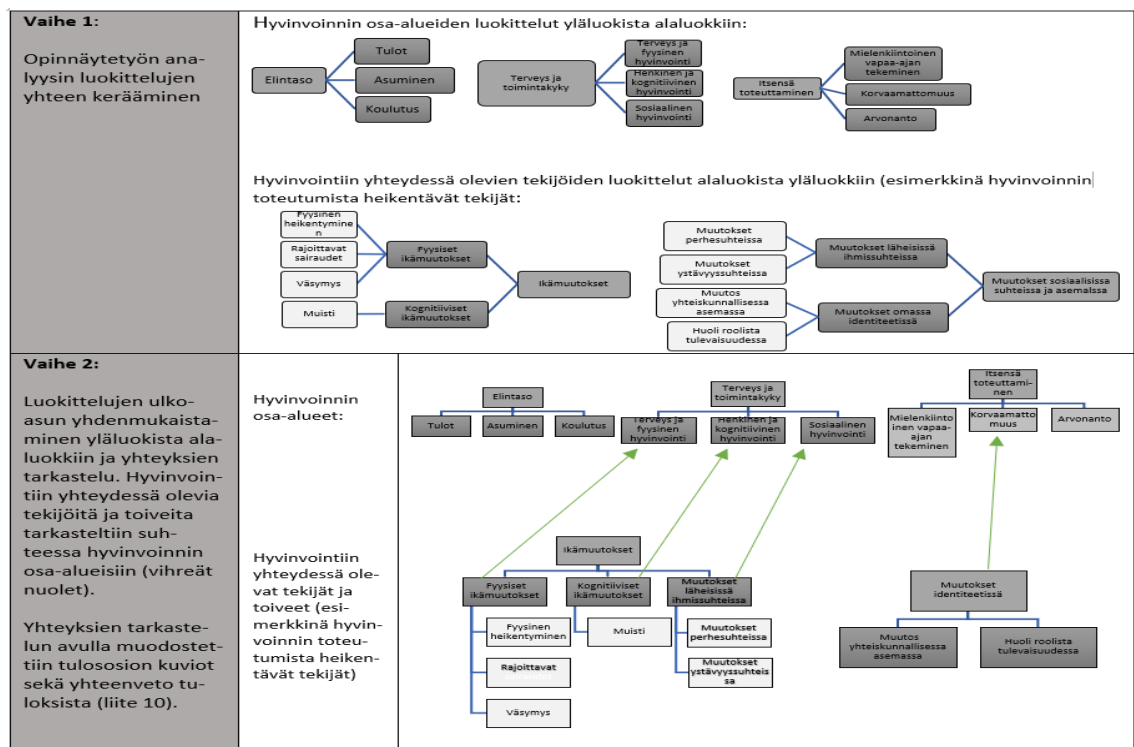 Vaihe 1:
Opinnäytetyön ana-
lyysin luokittelujen
yhteen kerääminen
Hyvinvoinnin osa-alueiden luokittelut yläluokista alaluokkiin:
Elintaso
Tulot
Asuminen
Koulutus
Terveys ja
toimintakyky
Terveys ja
fyysinen
hyvinvointi
Henkinen ja
kognitiivinen
hyvinvointi
Sosiaalinen
hyvinvointi
Itsensä
toteuttaminen
Mielenkiintoinen
vapaa-ajan
tekeminen
Korvaamattomuus
Arvonanto
Hyvinvointiin yhteydessä olevien tekijöiden luokittelut alaluokista yläluokkiin (esimerkkinä hyvinvoinnin
toteutumista heikentävät tekijät:
Fyysinen
heikentymine
n
Rajoittavat
sairaudet
Väsymys
Muisti
Fyysiset
ikämuutokset
Kognitiiviset
ikämuutokset
Ikämuutokset
Muutokset
perhesuhteissa
Muutokset
ystävyyssuhteissa
Muutos
yhteiskunnallisessa
asemassa
Huoli roolista
tulevaisuudessa
Muutokset läheisissä
ihmissuhteissa
Muutokset omassa
identiteetissä
Muutokset sosiaalisissa
suhteissa ja asemalssa
Vaihe 2:
Luokittelujen ulko-
asun yhdenmukaista-
minen yläluokista ala-
luokkiin ja yhteyksien
tarkastelu. Hyvinvoin-
tiin yhteydessä olevia
tekijöitä ja toiveita
tarkasteltiin suh-
teessa hyvinvoinnin
osa-alueisiin (vihreät
nuolet).
Yhteyksien tarkaste-
lun avulla muodostet-
tiin tulososion kuviot
sekä yhteenveto tu-
loksista (liite 10).
Hyvinvoinnin
osa-alueet:
Elintaso
Tulot
Asuminen
Koulutus
Terveys ja
toimintakyky
Terveys ja
fyysinen
hyvinvointi
Henkinen ja
kognitiivinen
hyvinvointi
Sosiaalinen
hyvinvointi
Itsensä
toteuttami-
nen
Mielenkiinto
inen vapaa-
ajan
tekeminen
Korvaamatto
muus
Arvonanto
Hyvinvointiin
yhteydessä ole-
vat tekijät ja
toiveet (esi-
merkkinä hyvin-
voinnin toteu-
tumista heiken-
tävät tekijät)
Ikämuutokset
Fyysiset
ikämuutokset
Fyysinen
heikentyminen
Rajoittavat
Väsymys
Kognitiiviset
ikämuutokset
Muisti
Muutokset
läheisissä
ihmissuhteissa
Muutokset
perhesuhteissa
Muutokset
ystävyyssuhteis
sa
Muutokset
identiteetissä
Muutos
yhteiskunnallisessa
asemassa
Huoli roolista
tulevaisuudessa